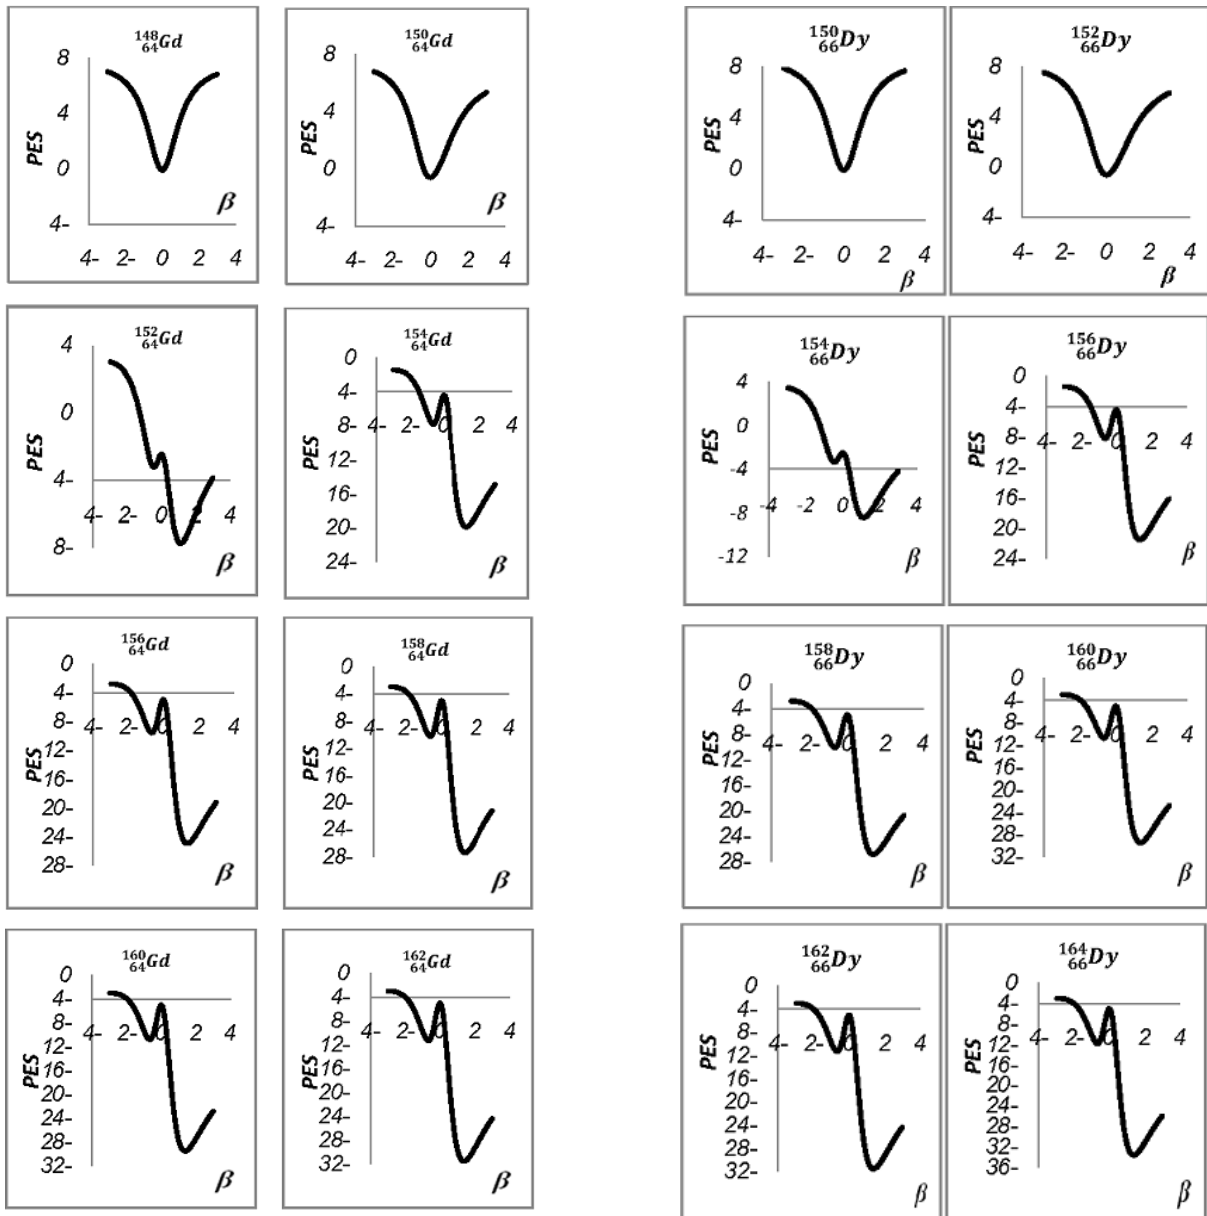 148 64 Gd
8
4
0
4-
PES
β
4- 2- 0 2 4
150 64 Gd
8
4
0
4-
PES
β
4- 2- 0 2 4
150 66 Dy
8
4
0
4-
PES
4- 2- 0 2 4
β
152 66 Dy
8
4
0
4-
PES
4- 2- 0 2 4
β
152 64 Gd
4
0
4-
8-
PES
4- 2- 0 2 4
β
154 64 Gd
0
4-
8-
12-
16-
20-
24-
PES
4- 2- 0 2 4
β
154 66 Dy
4
0
-4
-8
-12
PES
-4 -2 0 2 4
β
156 66 Dy
0
4-
8-
12-
16-
20-
24-
PES
4- 2- 0 2 4
β
156 64 Gd
0
4-
8-
12-
16-
20-
24-
28-
PES
4- 2- 0 2 4
β
158 64 Gd
0
4-
8-
12-
16-
20-
24-
28-
PES
4- 2- 0 2 4
β
158 66 Dy
0
4-
8-
12-
16-
20-
24-
28-
PES
4- 2- 0 2 4
β
160 66 Dy
0
4-
8-
12-
16-
20-
24-
28-
32-
PES
4- 2- 0 2 4
β
160 64 Gd
0
4-
8-
12-
16-
20-
24-
28-
32-
PES
4- 2- 0 2 4
β
162 64 Gd
0
4-
8-
12-
16-
20-
24-
28-
32-
PES
4- 2- 0 2 4
β
162 66 Dy
0
4-
8-
12-
16-
20-
24-
28-
32-
PES
4- 2- 0 2 4
β
164 66 Dy
0
4-
8-
12-
16-
20-
24-
28-
32-
36-
PES
4- 2- 0 2 4
β